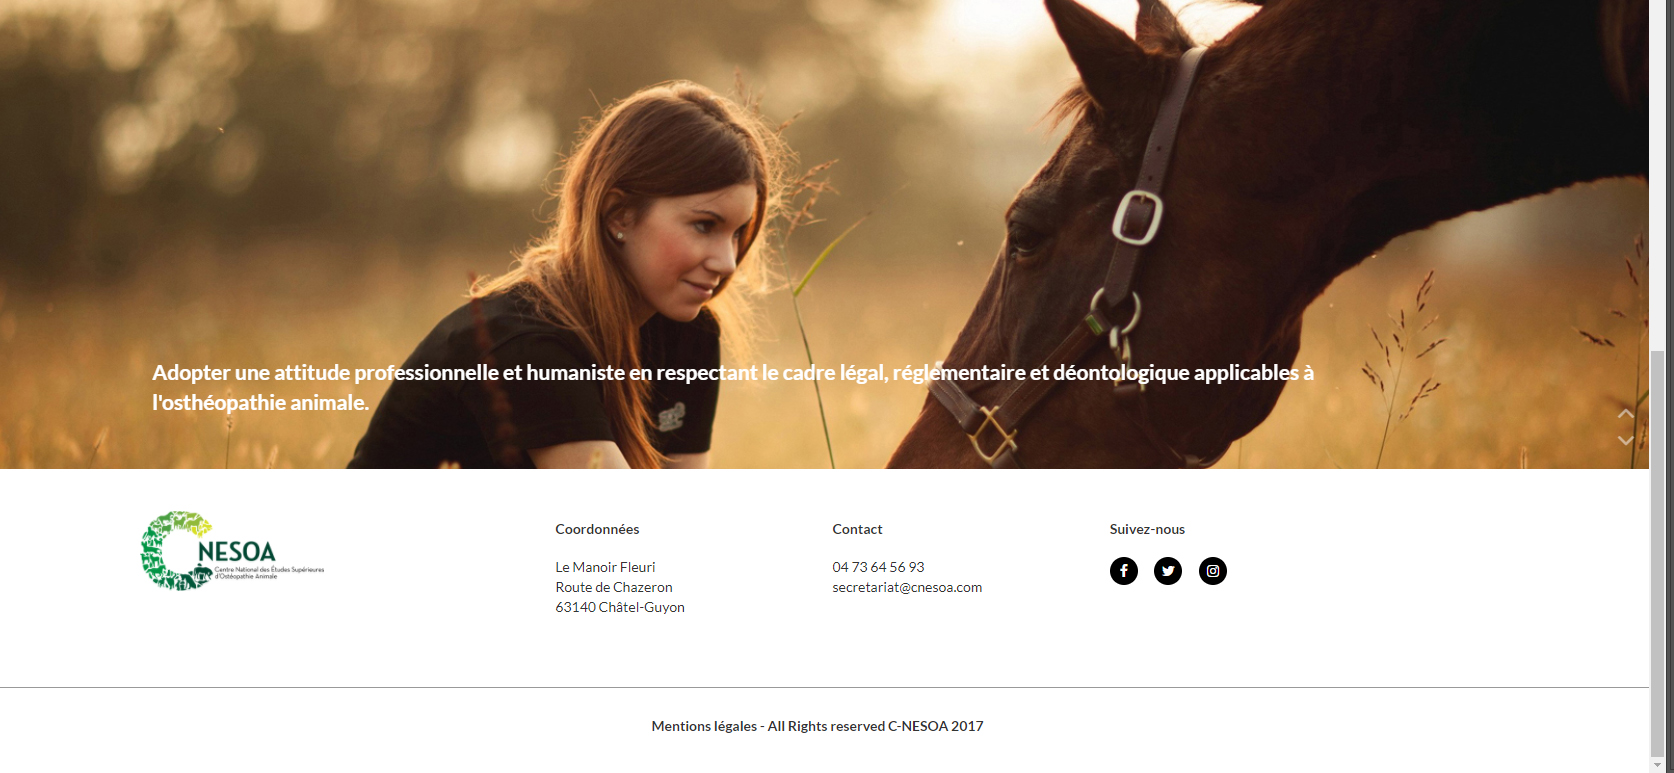 Adopter une attitude professionnelle et humaniste en respectant le cadre légal, réglementaire et déontologique applicables à
l'osthéopathie animale.
NESOA
Centre National des Études Supérieures
d'Ostéopathie Animale
Coordonnées
Le Manoir Fleuri
Route de Chazeron
63140 Châtel-Guyon
Contact
04 73 64 56 93
secretariat@cnesoa.com
Suivez-nous
Mentions légales - All Rights reserved C-NESOA 2017